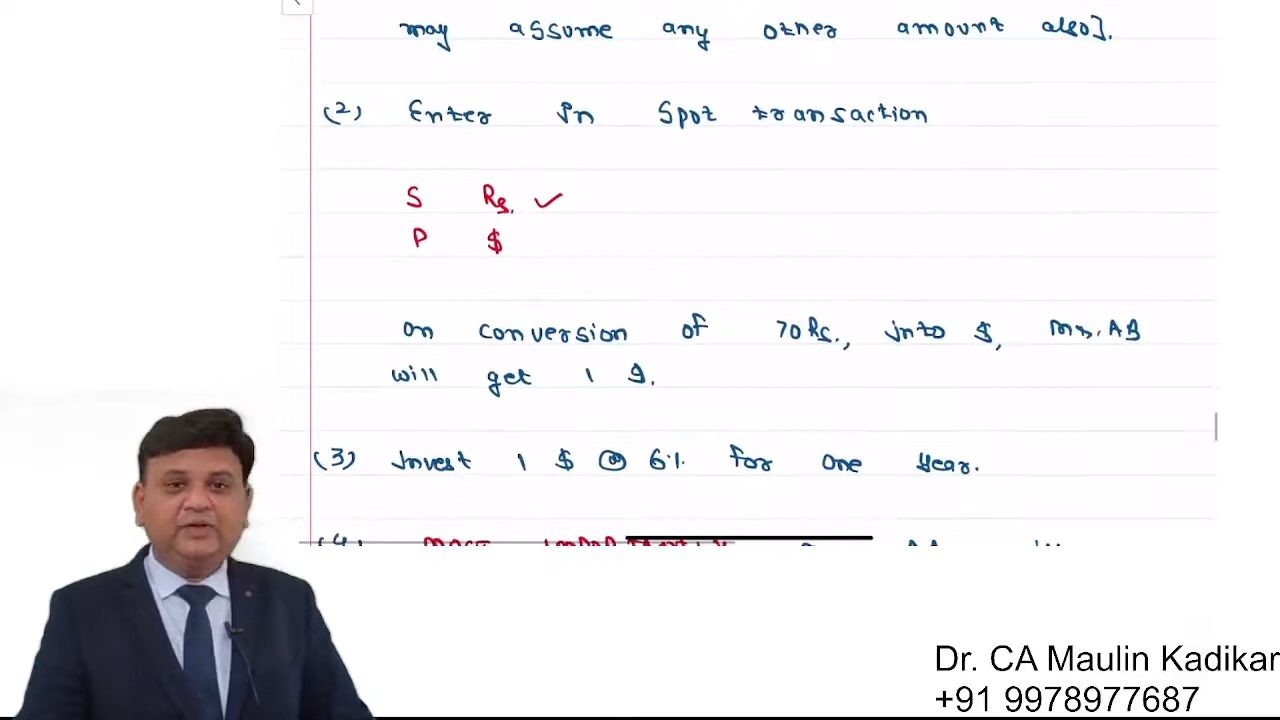 may assume any other amount also].
(2) Enter in Spot transaction
S Rs. ✓
P $
on conversion of 70 Rs., into $, Mr. AB
will get 1 $.
(3) Invest 1 $ @ 6% for one year.
Dr. CA Maulin Kadikar
+91 9978977687